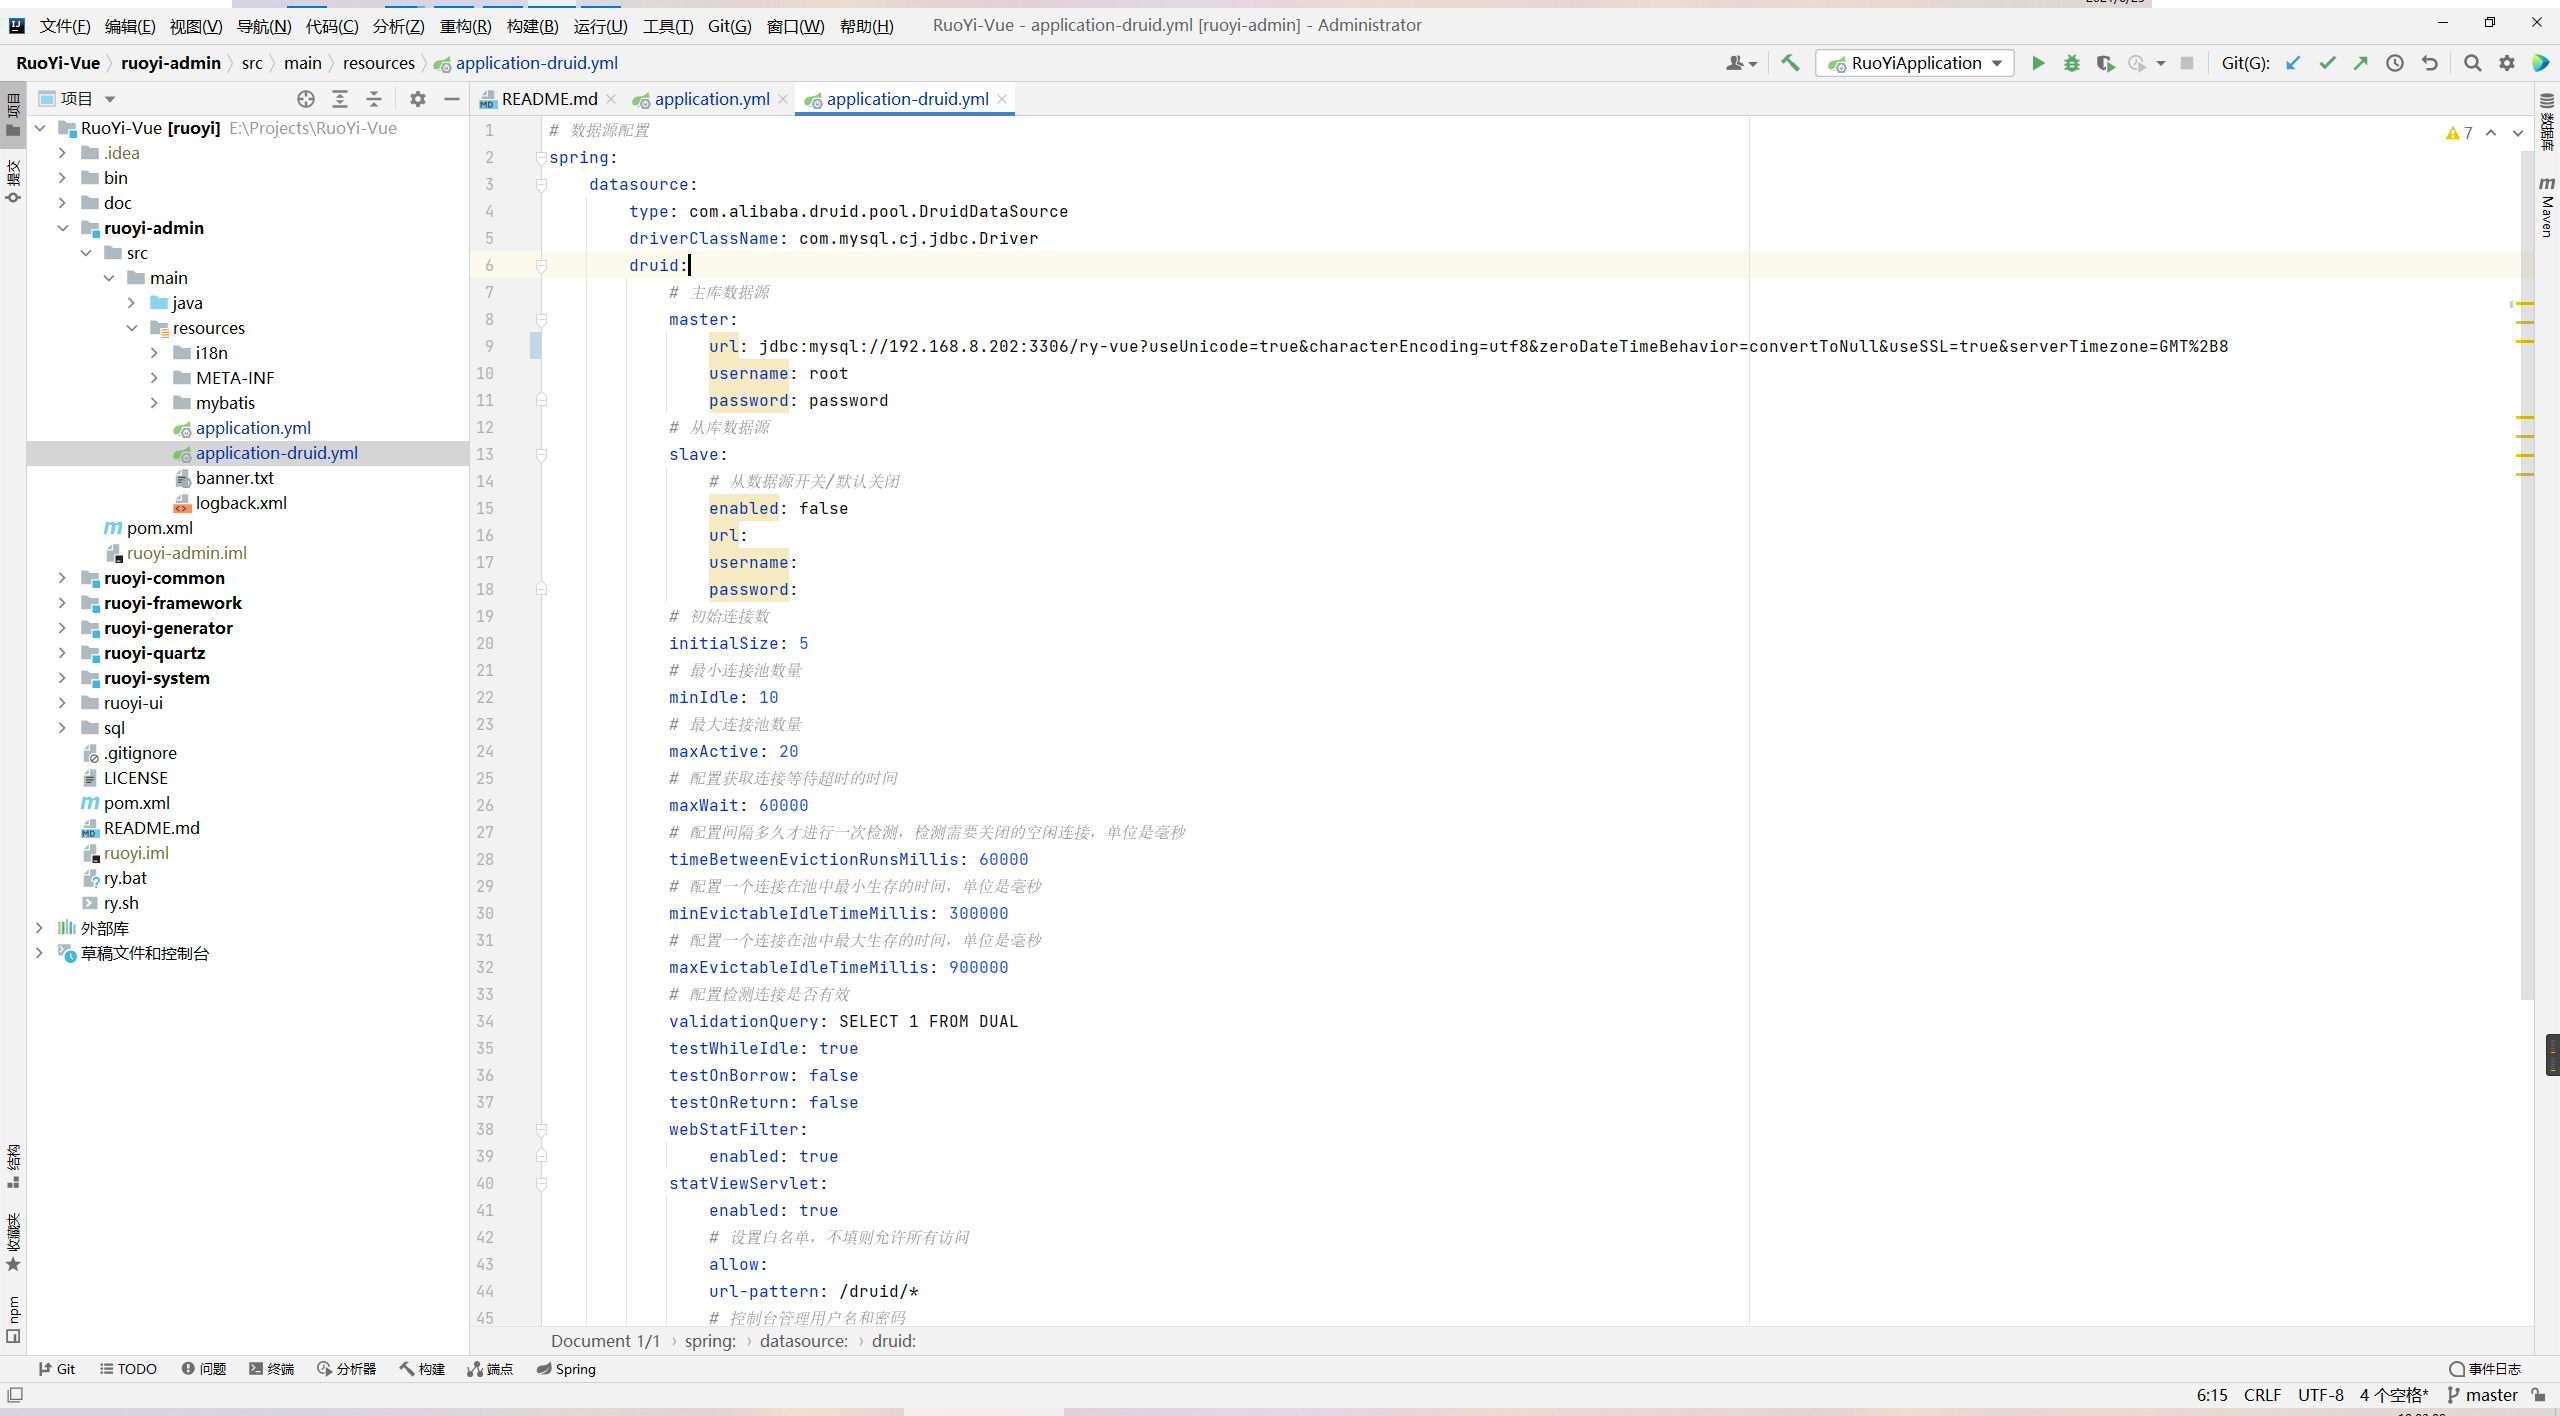 文件(F) 编辑(E) 视图(V) 导航(N) 代码(C) 分析(Z) 重构(R) 构建(B) 运行(U) 工具(T) Git(G) 窗口(W) 帮助(H) RuoYi-Vue - application-druid.yml [ruoyi-admin] - Administrator
RuoYi-Vue ruoyi-admin src main resources application-druid.yml RuoYiApplication Git(G):
项目
README.md application.yml application-druid.yml
项目
提交
结构
收藏夹
npm
RuoYi-Vue [ruoyi] E:\Projects\RuoYi-Vue
.idea
bin
doc
ruoyi-admin
src
main
java
resources
i18n
META-INF
mybatis
application.yml
application-druid.yml
banner.txt
logback.xml
pom.xml
ruoyi-admin.iml
ruoyi-common
ruoyi-framework
ruoyi-generator
ruoyi-quartz
ruoyi-system
ruoyi-ui
sql
.gitignore
LICENSE
pom.xml
README.md
ruoyi.iml
ry.bat
ry.sh
外部库
草稿文件和控制台
1 # 数据源配置
2 spring:
3 datasource:
4 type: com.alibaba.druid.pool.DruidDataSource
5 driverClassName: com.mysql.cj.jdbc.Driver
6 druid:
7 # 主库数据源
8 master:
9 url: jdbc:mysql://192.168.8.202:3306/ry-vue?useUnicode=true&characterEncoding=utf8&zeroDateTimeBehavior=convertToNull&useSSL=true&serverTimezone=GMT%2B8
10 username: root
11 password: password
12 # 从库数据源
13 slave:
14 # 从数据源开关/默认关闭
15 enabled: false
16 url:
17 username:
18 password:
19 # 初始连接数
20 initialSize: 5
21 # 最小连接池数量
22 minIdle: 10
23 # 最大连接池数量
24 maxActive: 20
25 # 配置获取连接等待超时的时间
26 maxWait: 60000
27 # 配置间隔多久才进行一次检测，检测需要关闭的空闲连接，单位是毫秒
28 timeBetweenEvictionRunsMillis: 60000
29 # 配置一个连接在池中最小生存的时间，单位是毫秒
30 minEvictableIdleTimeMillis: 300000
31 # 配置一个连接在池中最大生存的时间，单位是毫秒
32 maxEvictableIdleTimeMillis: 900000
33 # 配置检测连接是否有效
34 validationQuery: SELECT 1 FROM DUAL
35 testWhileIdle: true
36 testOnBorrow: false
37 testOnReturn: false
38 webStatFilter:
39 enabled: true
40 statViewServlet:
41 enabled: true
42 # 设置白名单，不填则允许所有访问
43 allow:
44 url-pattern: /druid/*
45 # 控制台管理用户名和密码
7
数据库
Maven
Document 1/1 › spring: › datasource: › druid:
Git TODO 问题 终端 分析器 构建 端点 Spring 事件日志
6:15 CRLF UTF-8 4 个空格* master